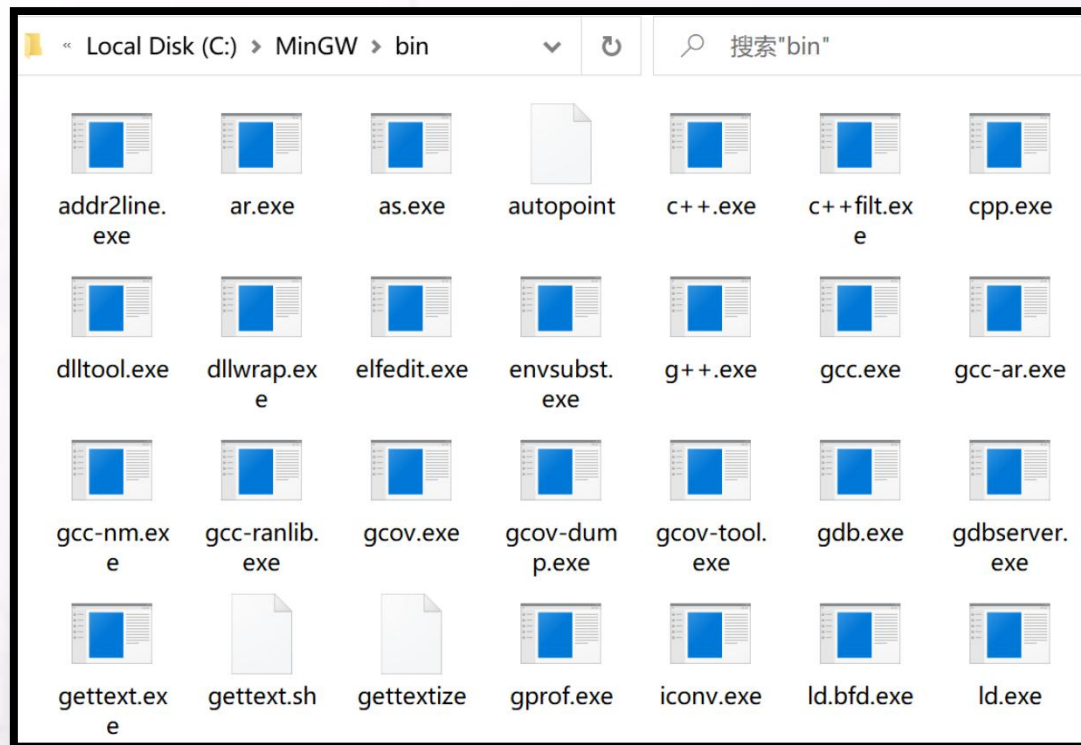 « Local Disk (C:) > MinGW > bin
搜索"bin"
addr2line.
exe
ar.exe
as.exe
autopoint
c++.exe
c++filt.ex
e
cpp.exe
dlltool.exe
dllwrap.ex
e
elfedit.exe
envsubst.
exe
g++.exe
gcc.exe
gcc-ar.exe
gcc-nm.ex
e
gcc-ranlib.
exe
gcov.exe
gcov-dum
p.exe
gcov-tool.
exe
gdb.exe
gdbserver.
exe
gettext.ex
e
gettext.sh
gettextize
gprof.exe
iconv.exe
ld.bfd.exe
ld.exe